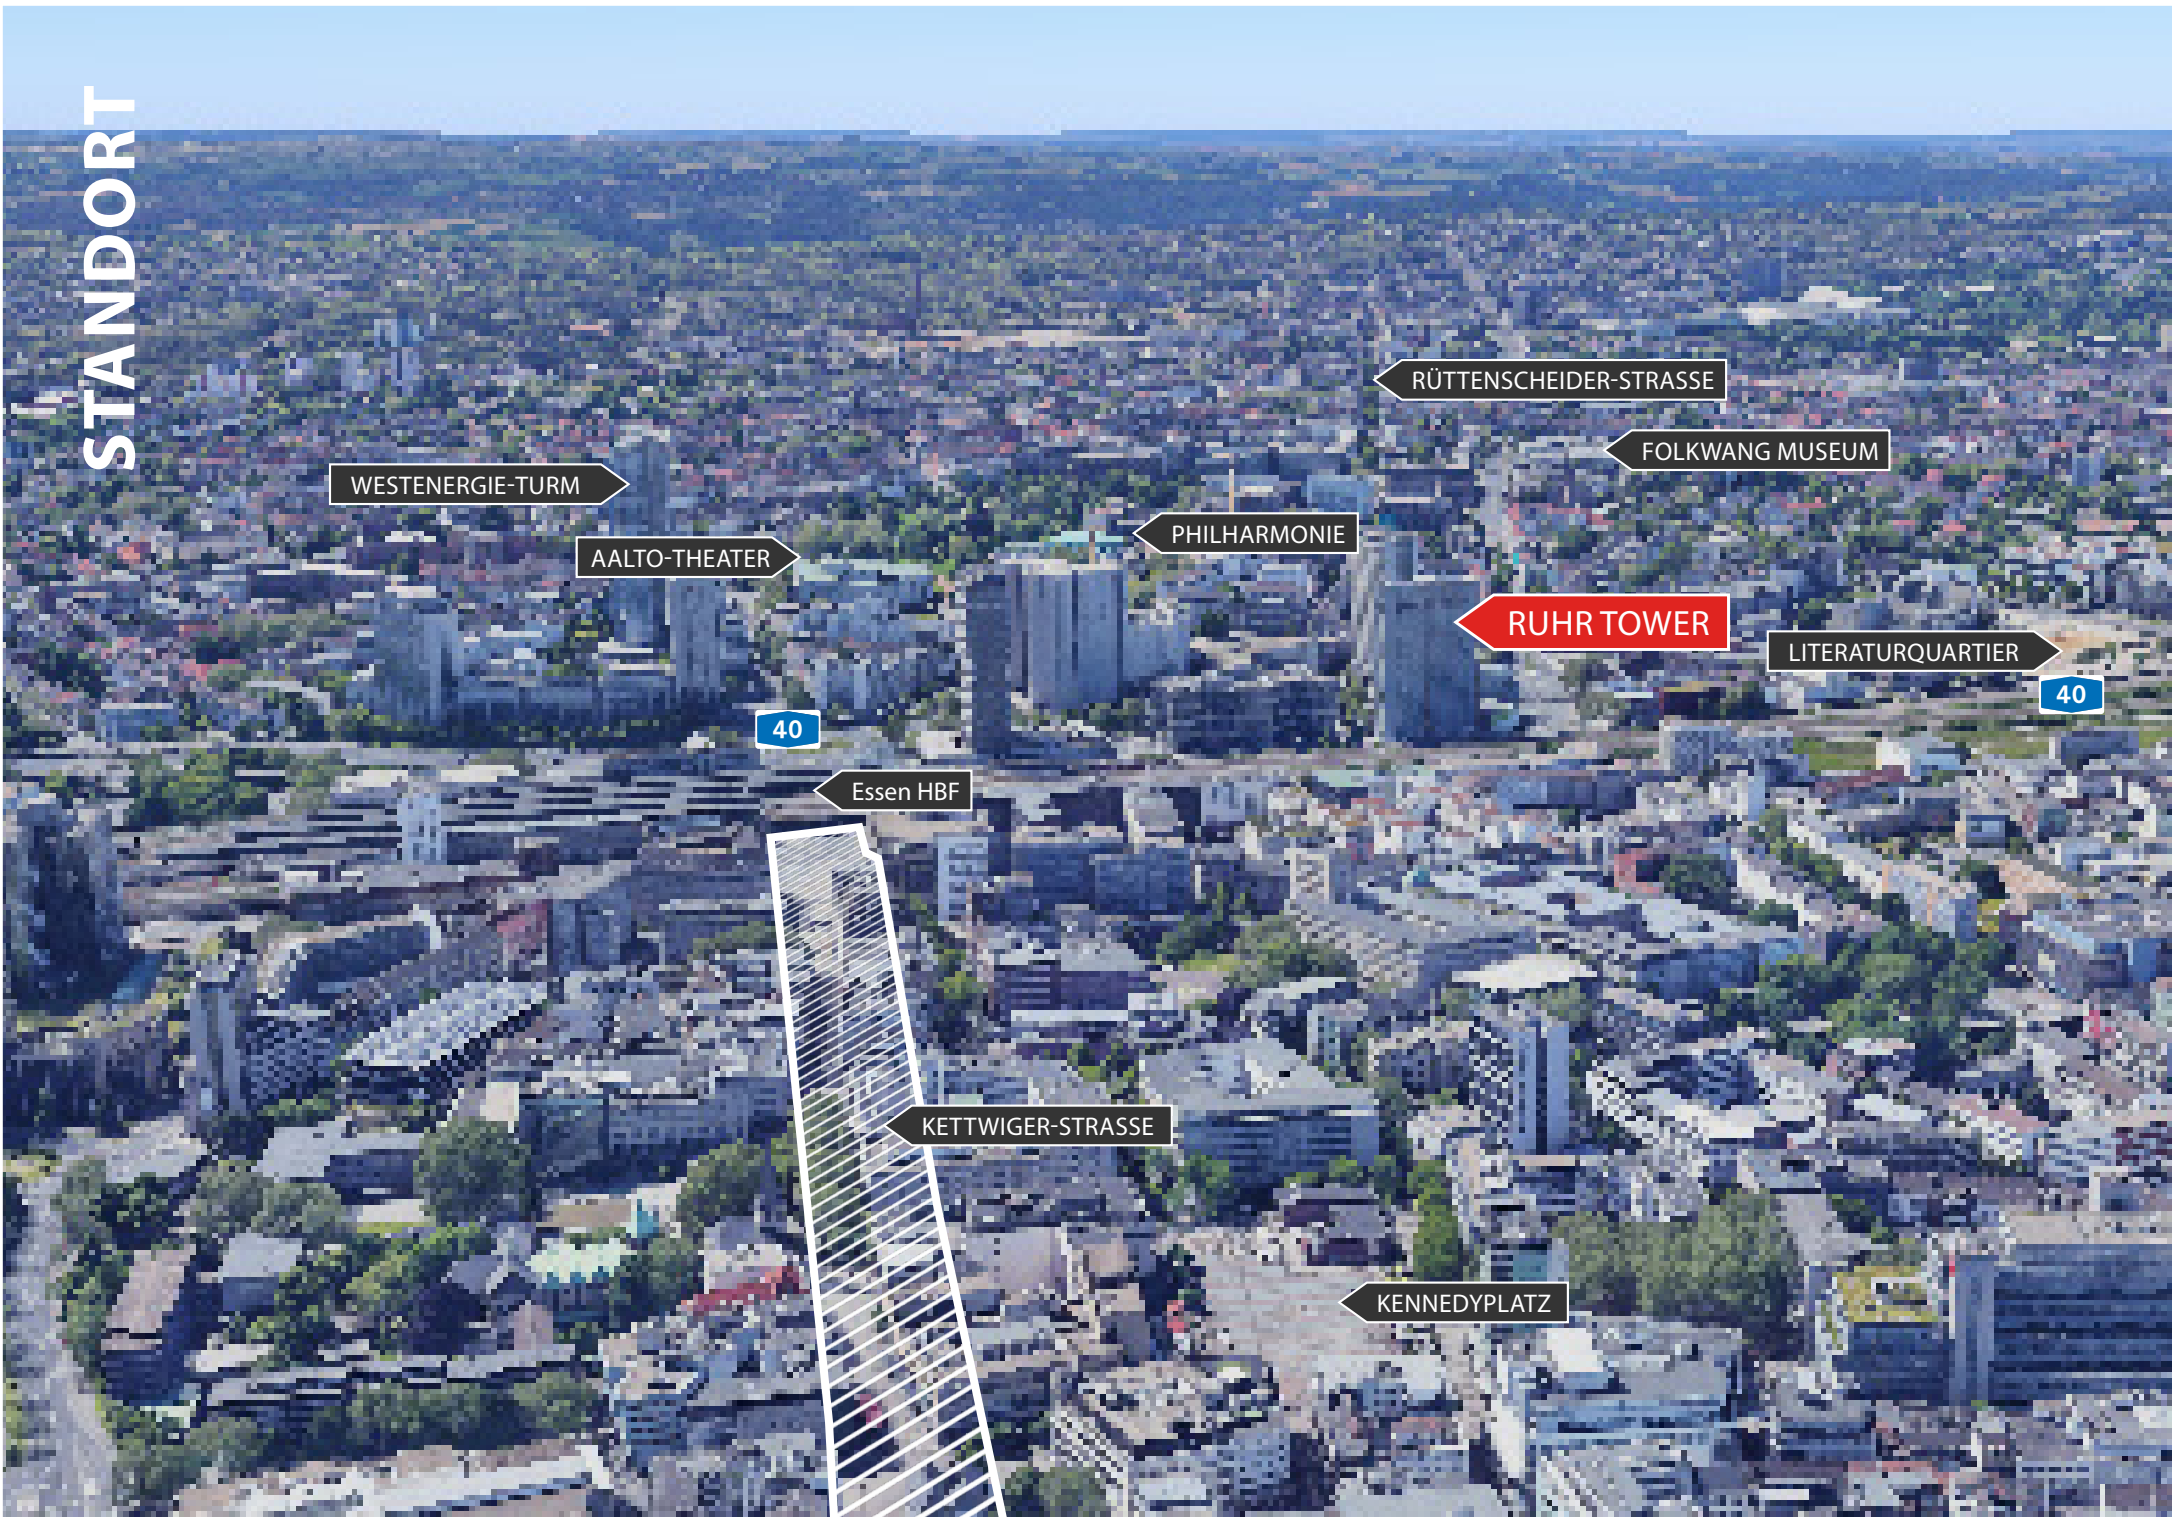 STANDORT
RÜTTENSCHEIDER-STRASSE
FOLKWANG MUSEUM
WESTENERGIE-TURM
PHILHARMONIE
AALTO-THEATER
RUHR TOWER
LITERATURQUARTIER
40
40
Essen HBF
KETTWIGER-STRASSE
KENNEDYPLATZ